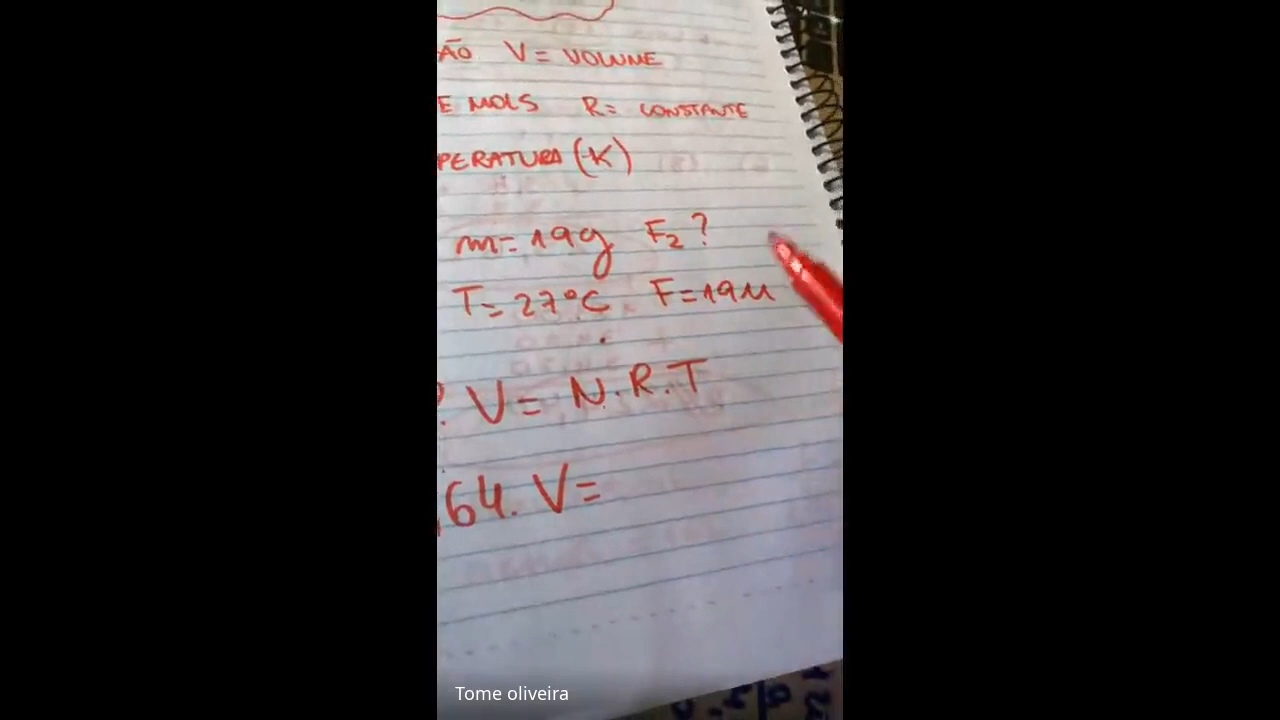 ÃO V = VOLUME
E MOLS R = CONSTANTE
PERATURA (K)
m = 19g F2?
T = 27°C F = 19u
. V = N.R.T
,64. V =
Tome oliveira